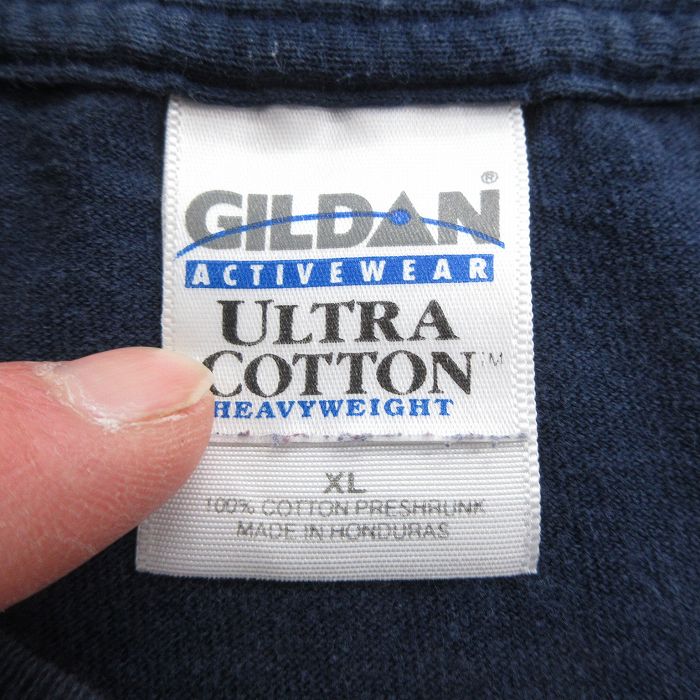 GILDAN®
ACTIVEWEAR
ULTRA
COTTON™
HEAVYWEIGHT
XL
100% COTTON PRESHRUNK
MADE IN HONDURAS